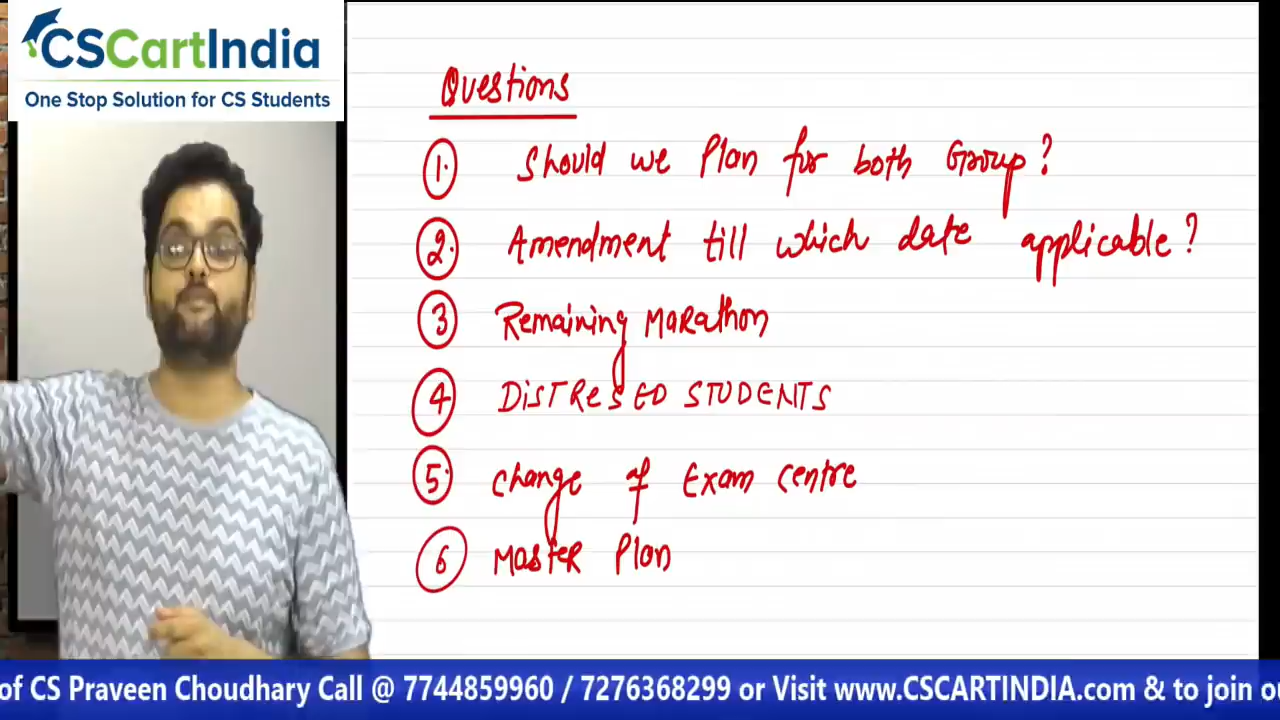 CSCartIndia
One Stop Solution for CS Students
Questions
1. Should we Plan for both Group?
2. Amendment till which date applicable?
3 Remaining Marathon
4 DISTRESED STUDENTS
5. Change of Exam centre
6 Master Plan
of CS Praveen Choudhary Call @ 7744859960 / 7276368299 or Visit www.CSCARTINDIA.com & to join ou